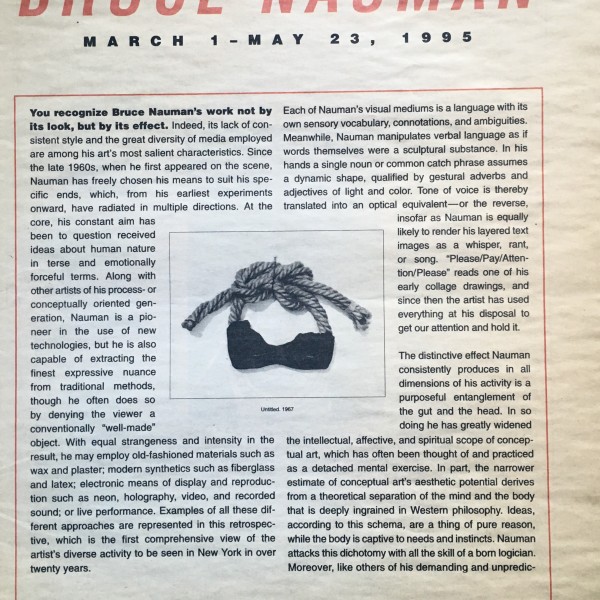 BRUCE NAUMAN
MARCH 1–MAY 23, 1995
You recognize Bruce Nauman's work not by
its look, but by its effect. Indeed, its lack of con-
sistent style and the great diversity of media employed
are among his art's most salient characteristics. Since
the late 1960s, when he first appeared on the scene,
Nauman has freely chosen his means to suit his spe-
cific ends, which, from his earliest experiments
onward, have radiated in multiple directions. At the
core, his constant aim has
been to question received
ideas about human nature
in terse and emotionally
forceful terms. Along with
other artists of his process- or
conceptually oriented gen-
eration, Nauman is a pio-
neer in the use of new
technologies, but he is also
capable of extracting the
finest expressive nuance
from traditional methods,
though he often does so
by denying the viewer a
conventionally “well-made”
object. With equal strangeness and intensity in the
result, he may employ old-fashioned materials such as
wax and plaster; modern synthetics such as fiberglass
and latex; electronic means of display and reproduc-
tion such as neon, holography, video, and recorded
sound; or live performance. Examples of all these dif-
ferent approaches are represented in this retrospec-
tive, which is the first comprehensive view of the
artist's diverse activity to be seen in New York in over
twenty years.
Untitled. 1967
Each of Nauman's visual mediums is a language with its
own sensory vocabulary, connotations, and ambiguities.
Meanwhile, Nauman manipulates verbal language as if
words themselves were a sculptural substance. In his
hands a single noun or common catch phrase assumes
a dynamic shape, qualified by gestural adverbs and
adjectives of light and color. Tone of voice is thereby
translated into an optical equivalent—or the reverse,
insofar as Nauman is equally
likely to render his layered text
images as a whisper, rant,
or song. “Please/Pay/Atten-
tion/Please” reads one of his
early collage drawings, and
since then the artist has used
everything at his disposal to
get our attention and hold it.
The distinctive effect Nauman
consistently produces in all
dimensions of his activity is a
purposeful entanglement of
the gut and the head. In so
doing he has greatly widened
the intellectual, affective, and spiritual scope of concep-
tual art, which has often been thought of and practiced
as a detached mental exercise. In part, the narrower
estimate of conceptual art's aesthetic potential derives
from a theoretical separation of the mind and the body
that is deeply ingrained in Western philosophy. Ideas,
according to this schema, are a thing of pure reason,
while the body is captive to needs and instincts. Nauman
attacks this dichotomy with all the skill of a born logician.
Moreover, like others of his demanding and unpredic-